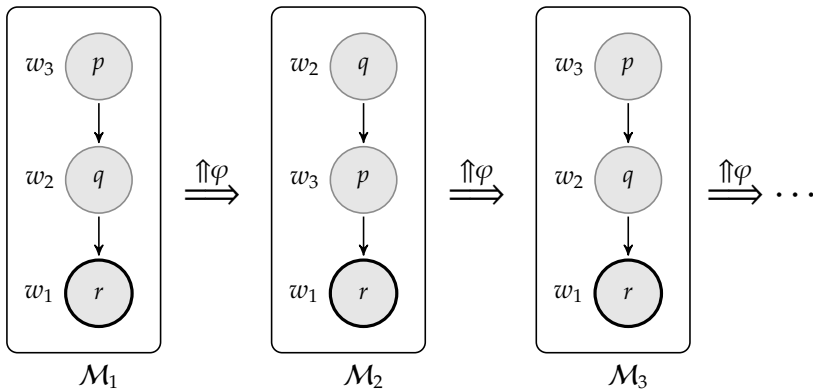 w₃ p
w₂ q
w₁ r
𝓜₁
⇑φ
w₂ q
w₃ p
w₁ r
𝓜₂
⇑φ
w₃ p
w₂ q
w₁ r
𝓜₃
⇑φ
···